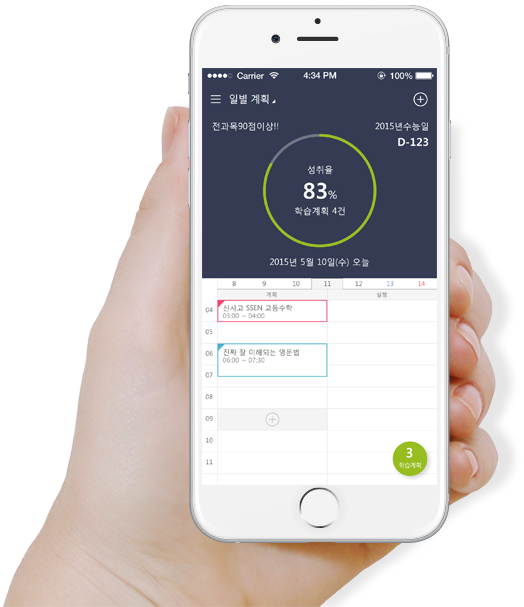 Carrier 4:34 PM 100%
일별 계획
전과목90점이상!! 2015년수능일
D-123
성취율
83%
학습계획 4건
2015년 5월 10일(수) 오늘
8 9 10 11 12 13 14
계획 실행
04 신사고 SSEN 고등수학
03:00 ~ 04:00
05
06 진짜 잘 이해되는 영문법
06:00 ~ 07:30
07
08
09
10
11
3
학습계획